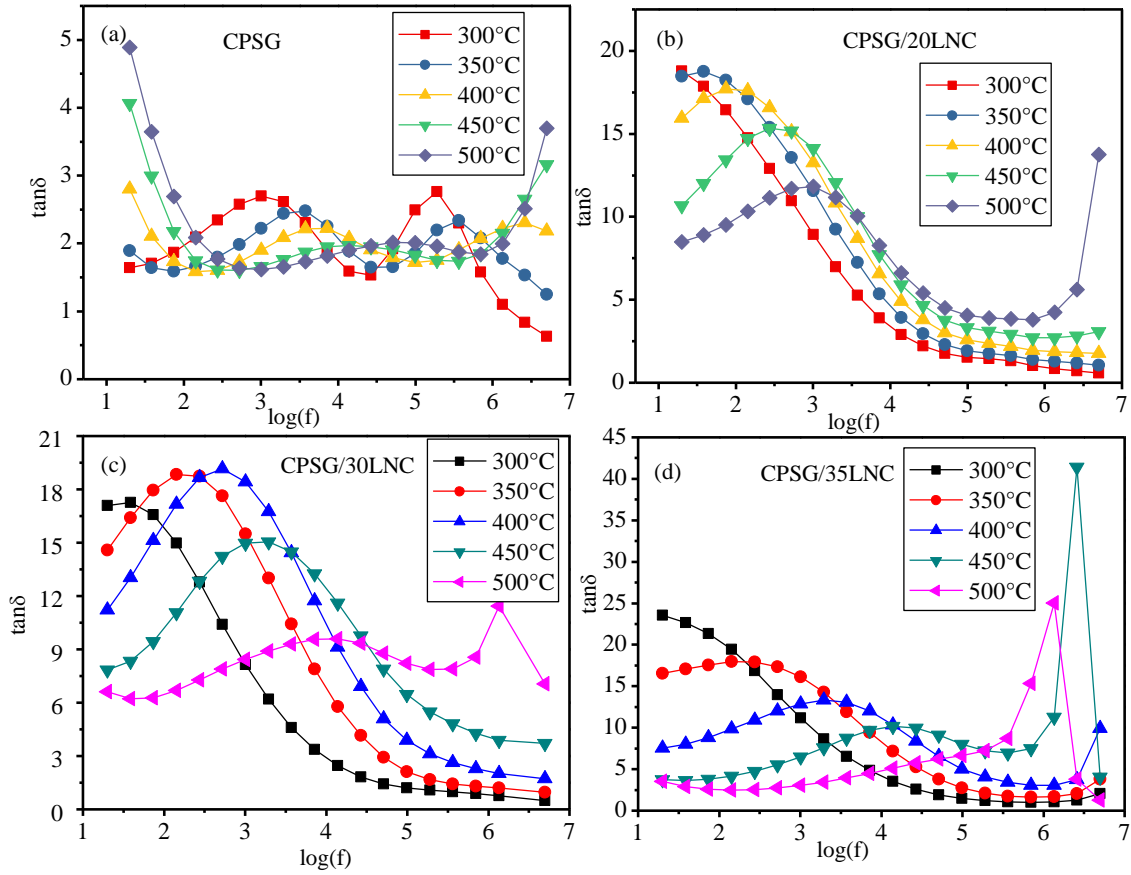 (a)
CPSG
300°C
350°C
400°C
450°C
500°C
5
4
3
2
1
0
tanδ
1 2 3 4 5 6 7
log(f)
(b)
CPSG/20LNC
300°C
350°C
400°C
450°C
500°C
20
15
10
5
0
tanδ
1 2 3 4 5 6 7
log(f)
(c)
CPSG/30LNC
300°C
350°C
400°C
450°C
500°C
21
18
15
12
9
6
3
0
tanδ
1 2 3 4 5 6 7
log(f)
(d)
CPSG/35LNC
300°C
350°C
400°C
450°C
500°C
45
40
35
30
25
20
15
10
5
0
tanδ
1 2 3 4 5 6 7
log(f)